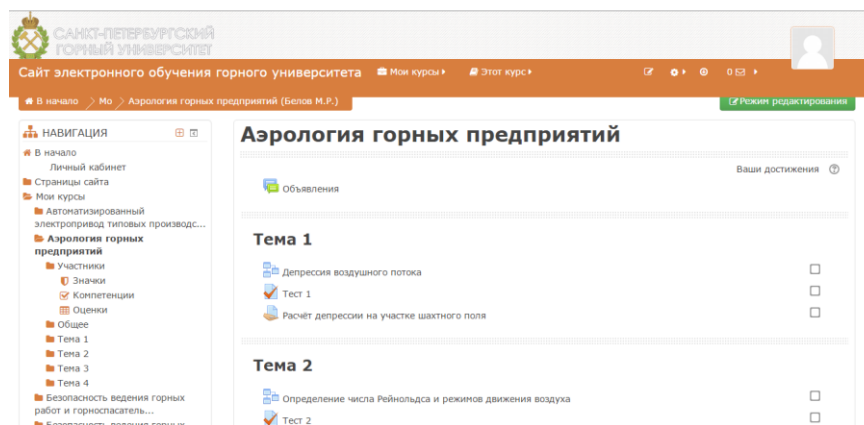 САНКТ-ПЕТЕРБУРГСКИЙ
ГОРНЫЙ УНИВЕРСИТЕТ
Сайт электронного обучения горного университета Мои курсы Этот курс 0
В начало Мо Аэрология горных предприятий (Белов М.Р.) Режим редактирования
НАВИГАЦИЯ
В начало
Личный кабинет
Страницы сайта
Мои курсы
Автоматизированный
электропривод типовых производс...
Аэрология горных
предприятий
Участники
Значки
Компетенции
Оценки
Общее
Тема 1
Тема 2
Тема 3
Тема 4
Безопасность ведения горных
работ и горноспасатель...
Безопасность ведения горных
Аэрология горных предприятий
Ваши достижения
Объявления
Тема 1
Депрессия воздушного потока
Тест 1
Расчёт депрессии на участке шахтного поля
Тема 2
Определение числа Рейнольдса и режимов движения воздуха
Тест 2